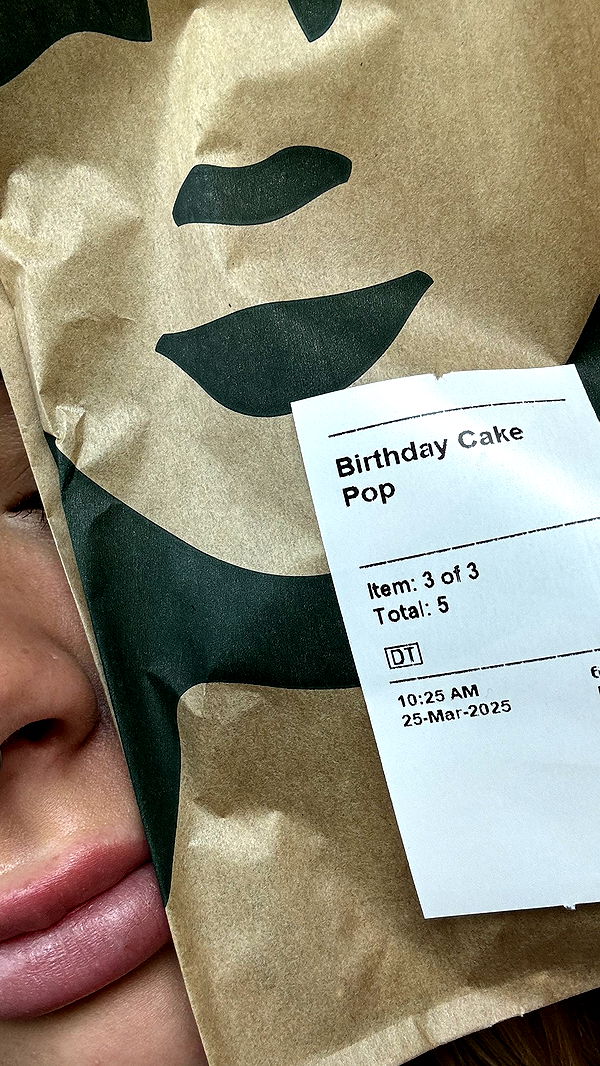 Birthday Cake
Pop
Item: 3 of 3
Total: 5
DT
10:25 AM
25-Mar-2025